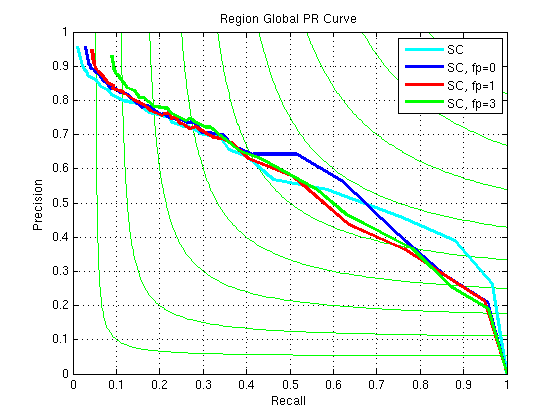 Region Global PR Curve
SC
SC, fp=0
SC, fp=1
SC, fp=3
Precision
1
0.9
0.8
0.7
0.6
0.5
0.4
0.3
0.2
0.1
0
0 0.1 0.2 0.3 0.4 0.5 0.6 0.7 0.8 0.9 1
Recall